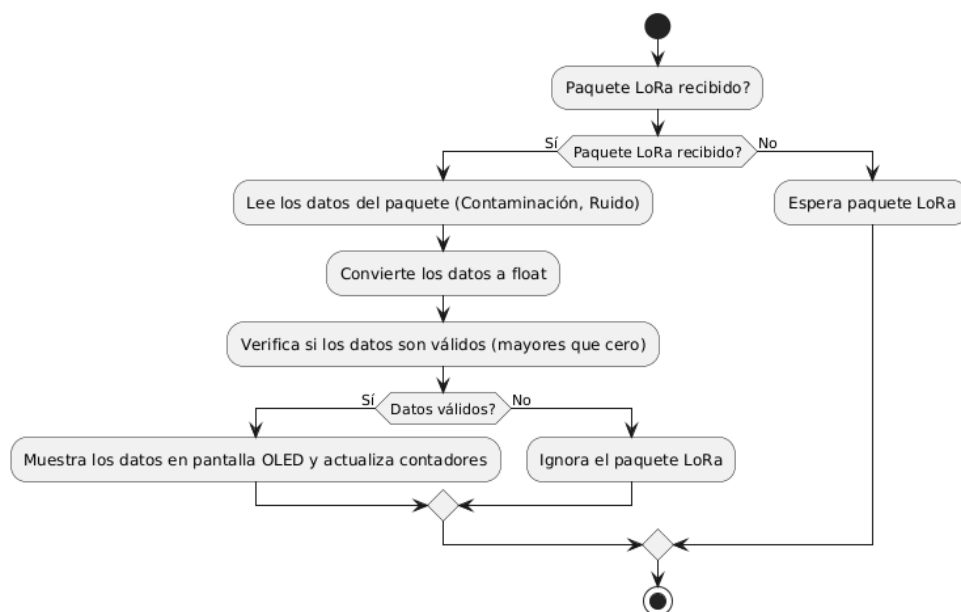 Paquete LoRa recibido?
Sí
Paquete LoRa recibido?
No
Lee los datos del paquete (Contaminación, Ruido)
Espera paquete LoRa
Convierte los datos a float
Verifica si los datos son válidos (mayores que cero)
Sí
Datos válidos?
No
Muestra los datos en pantalla OLED y actualiza contadores
Ignora el paquete LoRa